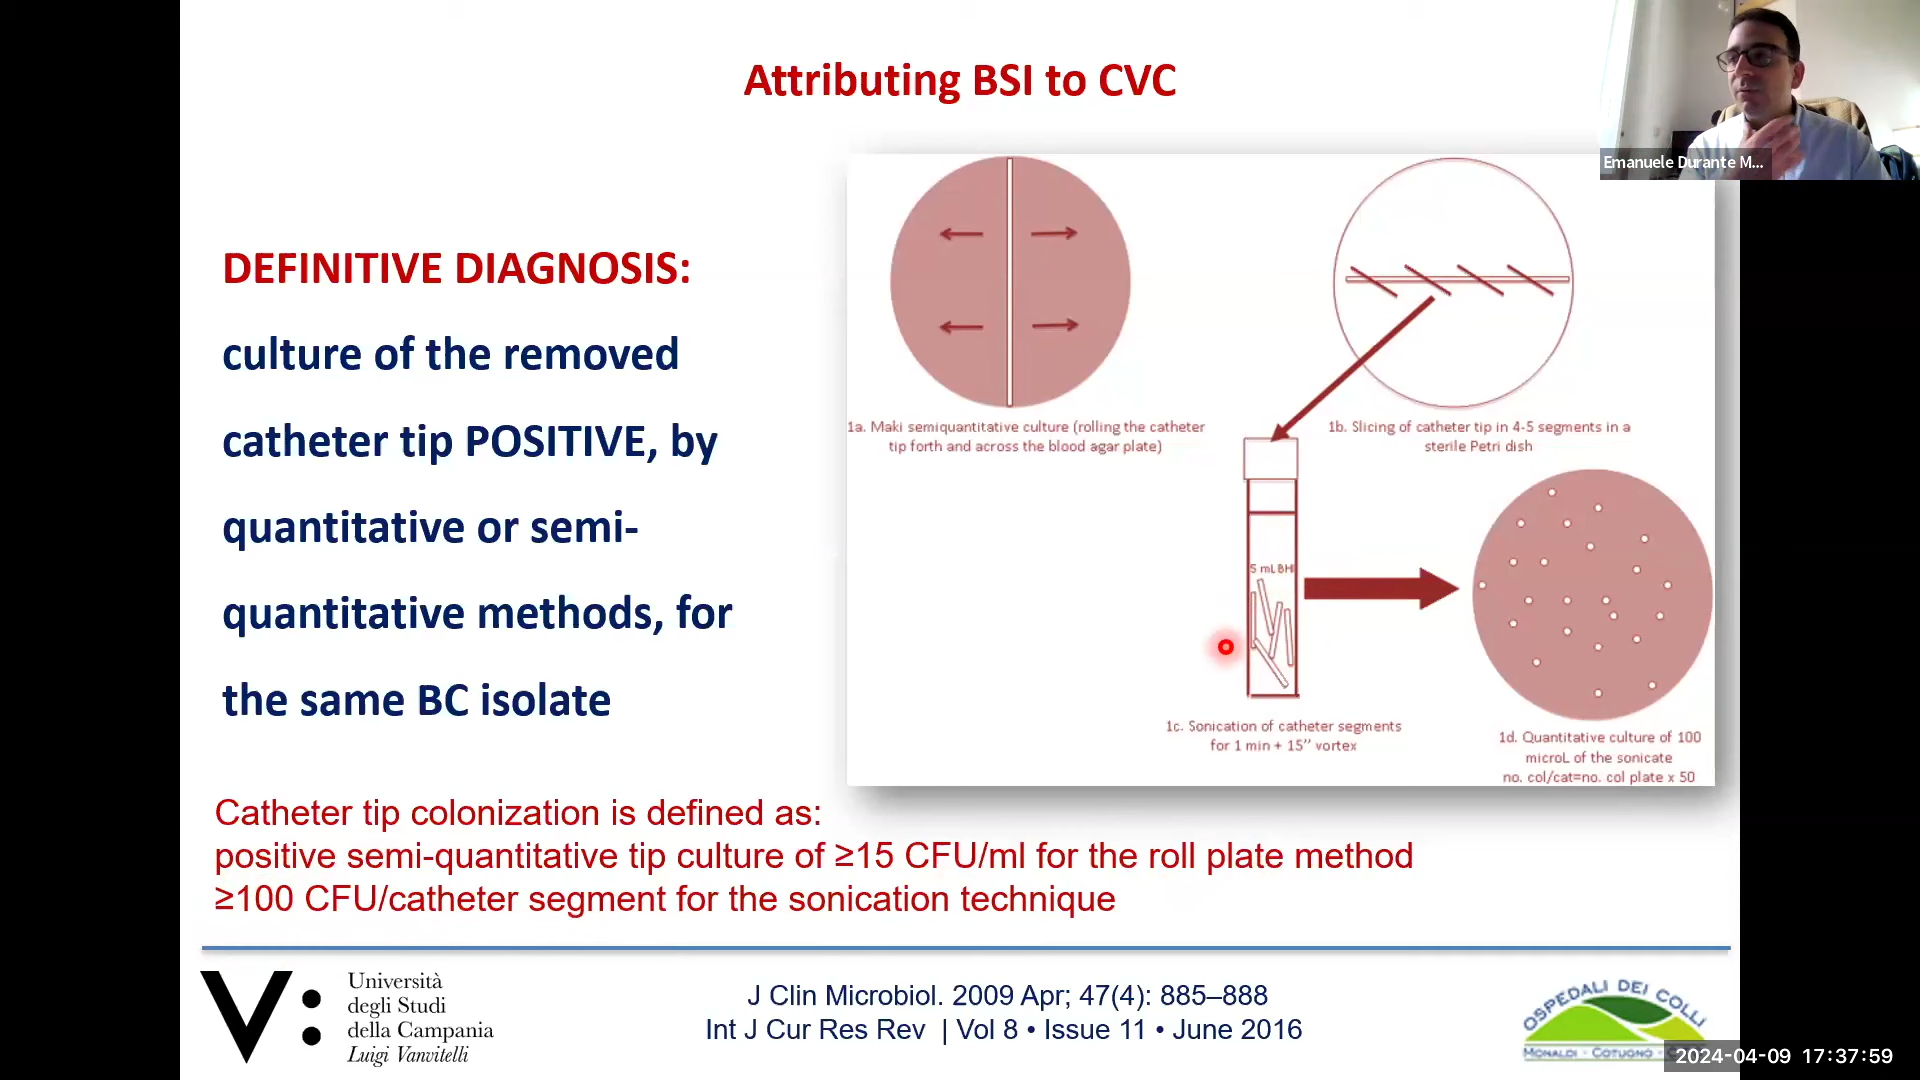 Attributing BSI to CVC
Emanuele Durante M...
DEFINITIVE DIAGNOSIS:
culture of the removed
catheter tip POSITIVE, by
quantitative or semi-
quantitative methods, for
the same BC isolate
1a. Maki semiquantitative culture (rolling the catheter
tip forth and across the blood agar plate)
1b. Slicing of catheter tip in 4-5 segments in a
sterile Petri dish
5 mL BHI
1c. Sonication of catheter segments
for 1 min + 15’’ vortex
1d. Quantitative culture of 100
microL of the sonicate
no. col/cat=no. col plate x 50
Catheter tip colonization is defined as:
positive semi-quantitative tip culture of ≥15 CFU/ml for the roll plate method
≥100 CFU/catheter segment for the sonication technique
V:
Università
degli Studi
della Campania
Luigi Vanvitelli
J Clin Microbiol. 2009 Apr; 47(4): 885–888
Int J Cur Res Rev | Vol 8 • Issue 11 • June 2016
OSPEDALI DEI COLLI
MONALDI - COTUGNO -
2024-04-09 17:37:59